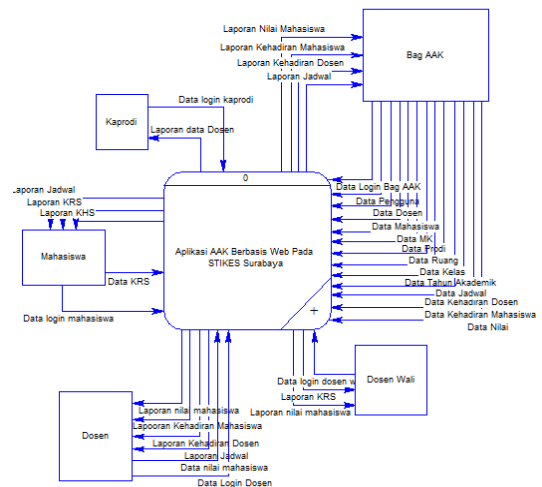 Laporan Nilai Mahasiswa
Laporan Kehadiran Mahasiswa
Laporan Kehadiran Dosen
Laporan Jadwal
Bag AAK
Kaprodi
Data login kaprodi
Laporan data Dosen
0
Aplikasi AAK Berbasis Web Pada
STIKES Surabaya
+
Laporan Jadwal
Laporan KRS
Laporan KHS
Mahasiswa
Data KRS
Data login mahasiswa
Data Login Bag AAK
Data Pengguna
Data Dosen
Data Mahasiswa
Data MK
Data Prodi
Data Ruang
Data Kelas
Data Tahun Akademik
Data Jadwal
Data Kehadiran Dosen
Data Kehadiran Mahasiswa
Data Nilai
Data login dosen w
Laporan KRS
Laporan nilai mahasiswa
Dosen Wali
Dosen
Laporan nilai mahasiswa
Laporan Kehadiran Mahasiswa
Laporan Kehadiran Dosen
Laporan Jadwal
Data nilai mahasiswa
Data Login Dosen